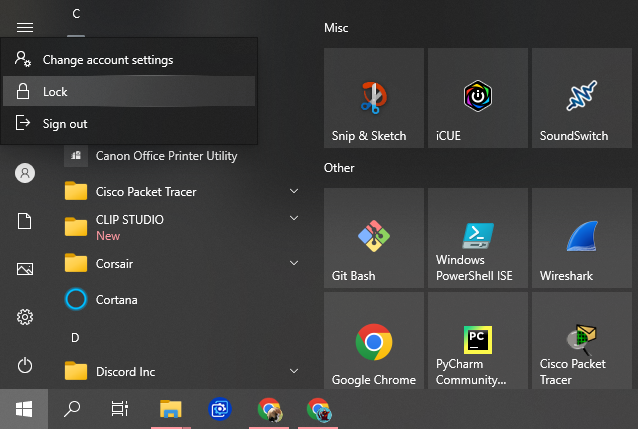 C
Change account settings
Lock
Sign out
Canon Office Printer Utility
Cisco Packet Tracer
CLIP STUDIO
New
Corsair
Cortana
D
Discord Inc
Misc
Snip & Sketch
iCUE
SoundSwitch
Other
Git Bash
Windows
PowerShell ISE
Wireshark
Google Chrome
PC
PyCharm
Community...
Cisco Packet
Tracer